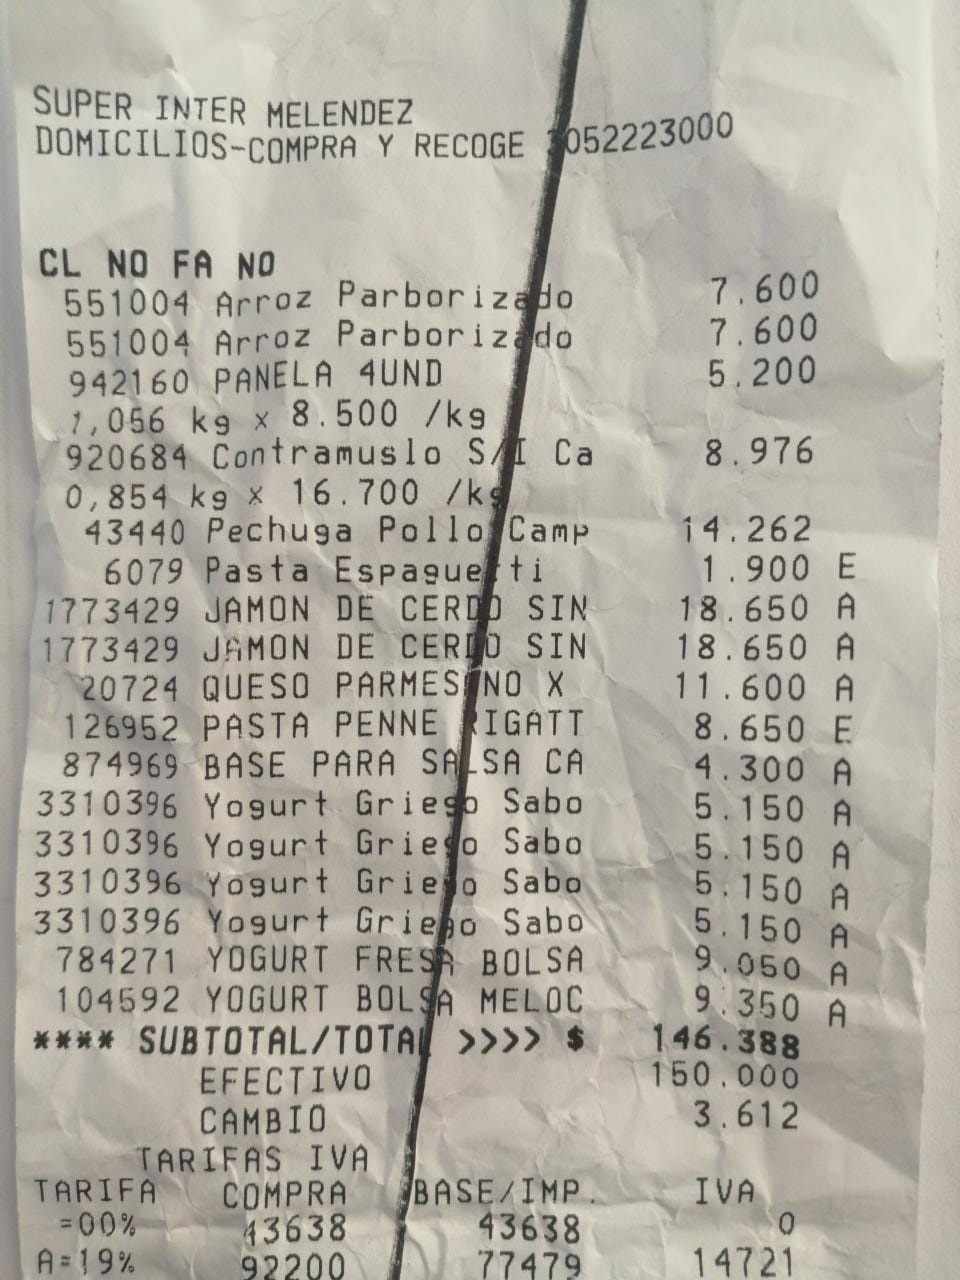 SUPER INTER MELENDEZ
DOMICILIOS-COMPRA Y RECOGE 3052223000
CL NO FA NO
551004 Arroz Parborizado 7.600
551004 Arroz Parborizado 7.600
942160 PANELA 4UND 5.200
1,056 kg x 8.500 /kg
920684 Contramuslo S/I Ca 8.976
0,854 kg x 16.700 /kg
43440 Pechuga Pollo Camp 14.262
6079 Pasta Espaguetti 1.900 E
1773429 JAMON DE CERDO SIN 18.650 A
1773429 JAMON DE CERDO SIN 18.650 A
20724 QUESO PARMESANO X 11.600 A
126952 PASTA PENNE RIGATT 8.650 E
874969 BASE PARA SALSA CA 4.300 A
3310396 Yogurt Griego Sabo 5.150 A
3310396 Yogurt Griego Sabo 5.150 A
3310396 Yogurt Griego Sabo 5.150 A
3310396 Yogurt Griego Sabo 5.150 A
784271 YOGURT FRESA BOLSA 9.050 A
104592 YOGURT BOLSA MELOC 9.350 A
**** SUBTOTAL/TOTAL >>>> $ 146.388
EFECTIVO 150.000
CAMBIO 3.612
TARIFAS IVA
TARIFA COMPRA BASE/IMP. IVA
=00% 43638 43638 0
A=19% 92200 77479 14721